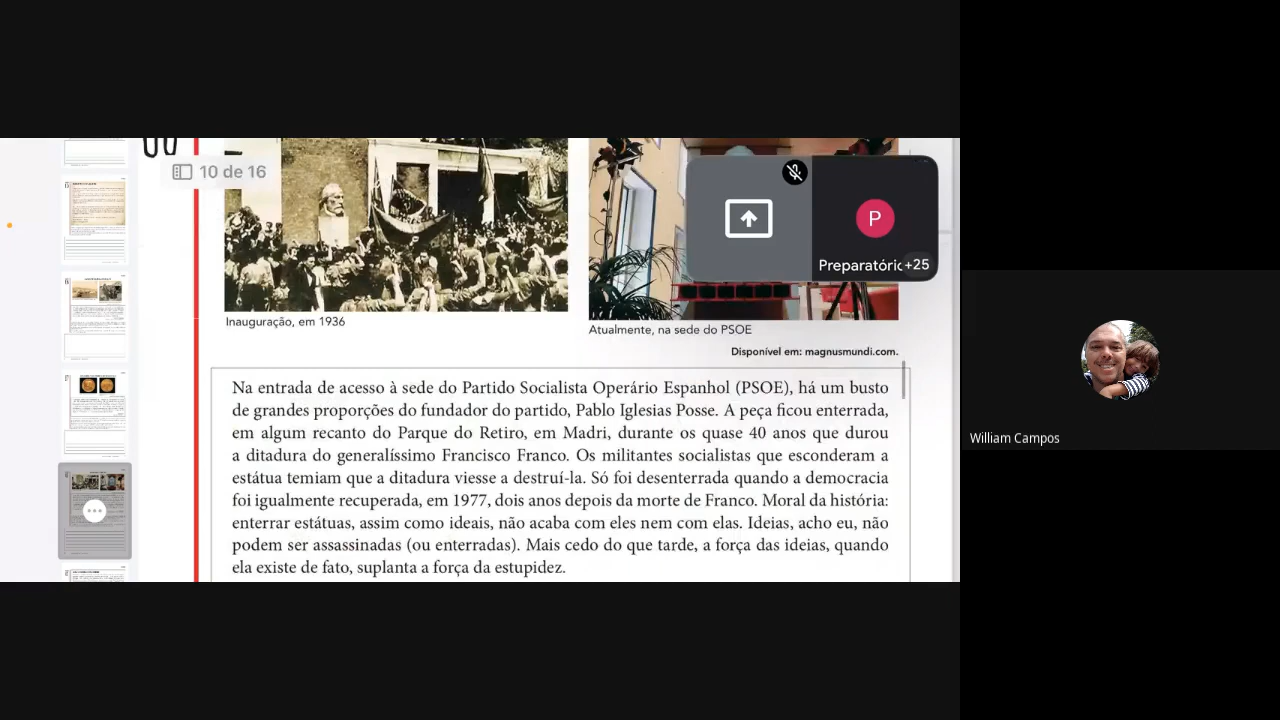 10 de 16
P
Preparatóric +25
Inauguração, em 1936
Atualmente, na sede do PSOE
Disponível em: magnusmundi.com.
Na entrada de acesso à sede do Partido Socialista Operário Espanhol (PSOE), há um busto
de grandes proporções do fundador do partido, Pablo Iglesias Posse. A peça ficou enterrada,
em algum recanto do Parque do Retiro, em Madri, durante os quase 40 anos que durou
a ditadura do generalíssimo Francisco Franco. Os militantes socialistas que esconderam a
estátua temiam que a ditadura viesse a destruí-la. Só foi desenterrada quando a democracia
foi igualmente recuperada, em 1977, dois anos depois da morte de Franco. Moral da história:
enterrar estátuas, assim como ideais, não acaba com eles nem com elas. Ideias, acho eu, não
podem ser assassinadas (ou enterradas). Mais cedo do que tarde, a força das ideias, quando
ela existe de fato, suplanta a força da estupidez.
William Campos